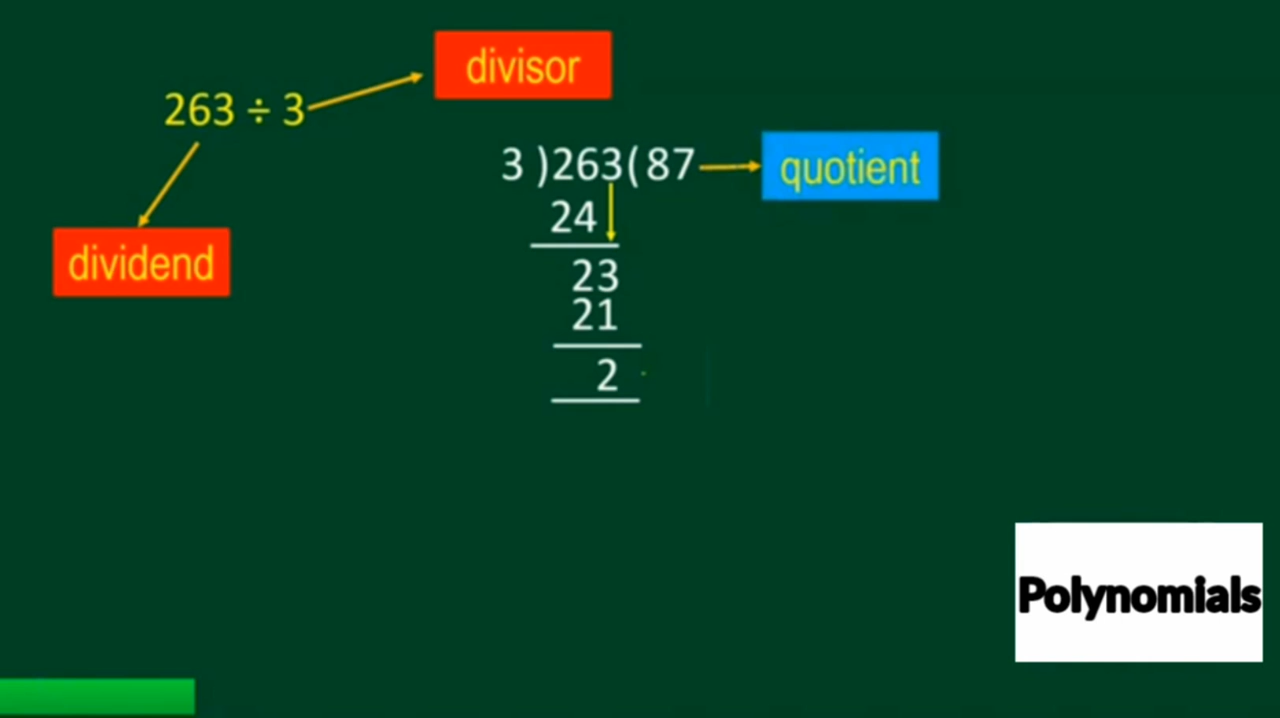 divisor
263 ÷ 3
3 )263( 87
quotient
24
dividend
23
21
2
Polynomials